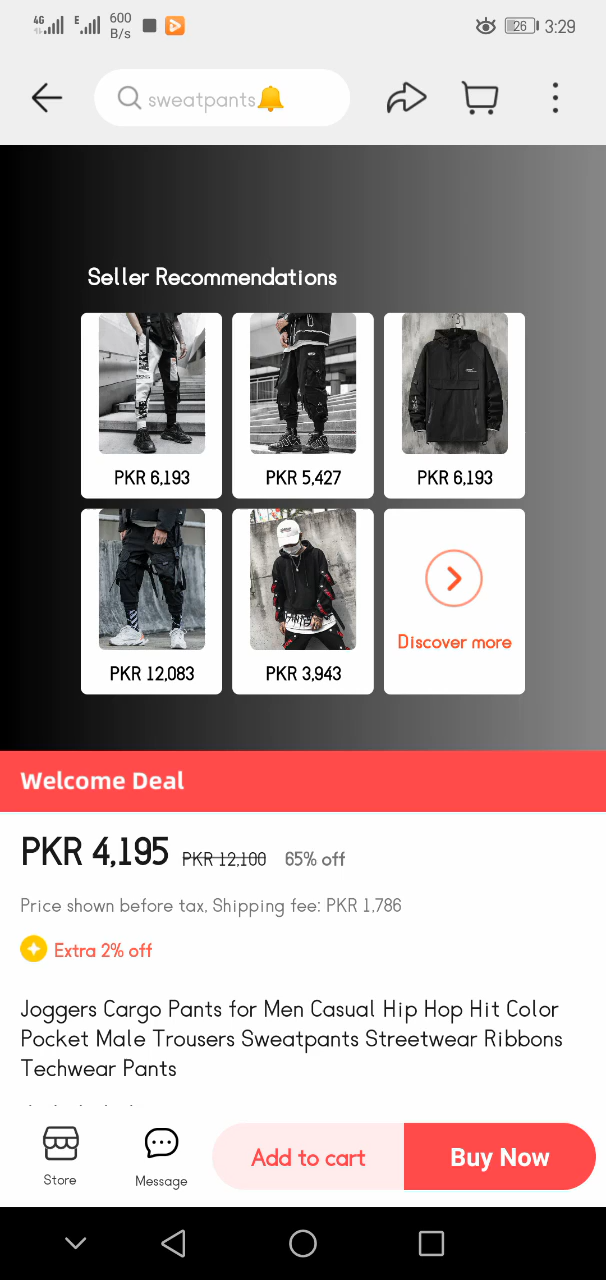 4G E 600 B/s 26 3:29
sweatpants
Seller Recommendations
PKR 6,193 PKR 5,427 PKR 6,193
PKR 12,083 PKR 3,943 Discover more
Welcome Deal
PKR 4,195 PKR 12,100 65% off
Price shown before tax, Shipping fee: PKR 1,786
Extra 2% off
Joggers Cargo Pants for Men Casual Hip Hop Hit Color
Pocket Male Trousers Sweatpants Streetwear Ribbons
Techwear Pants
Store Message Add to cart Buy Now